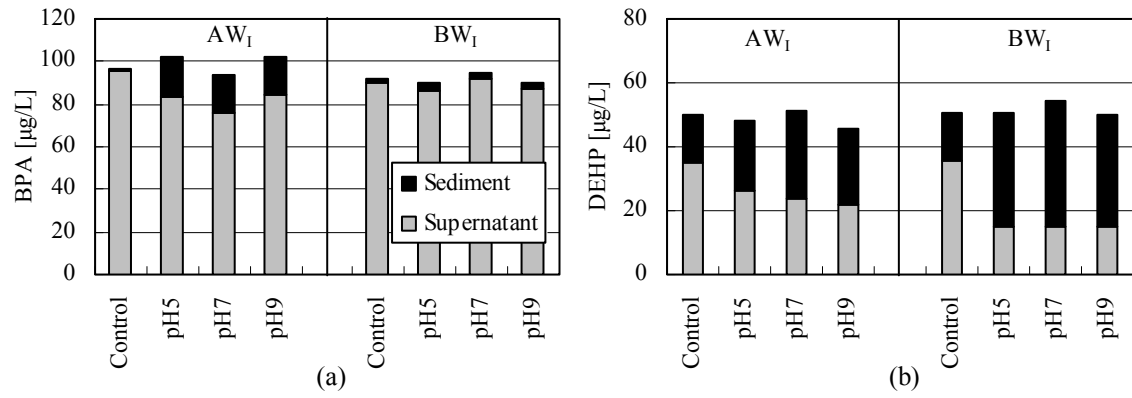 120
100
80
60
40
20
0
BPA [µg/L]
AW_I
BW_I
Sediment
Supernatant
Control
pH5
pH7
pH9
Control
pH5
pH7
pH9
(a)
80
60
40
20
0
DEHP [µg/L]
AW_I
BW_I
Control
pH5
pH7
pH9
Control
pH5
pH7
pH9
(b)